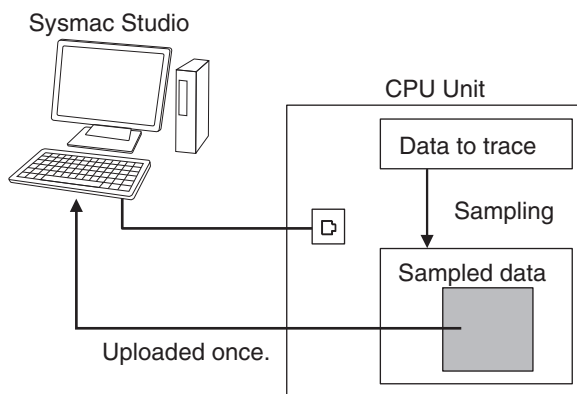 Sysmac Studio
CPU Unit
Data to trace
Sampling
Sampled data
Uploaded once.